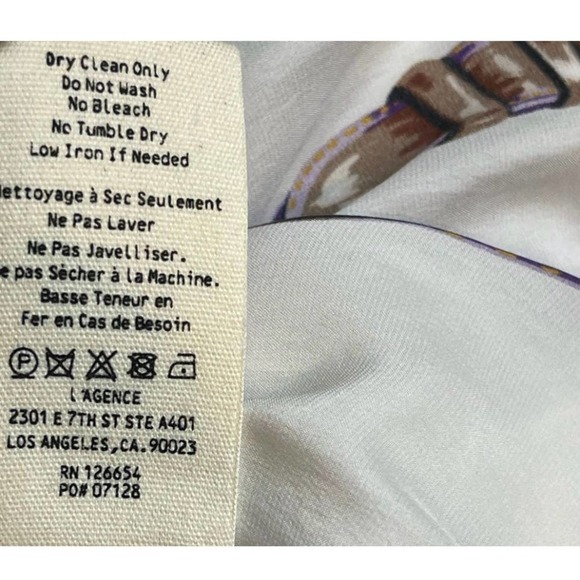 Dry Clean Only
Do Not Wash
No Bleach
No Tumble Dry
Low Iron If Needed
Nettoyage à Sec Seulement
Ne Pas Laver
Ne Pas Javelliser.
e pas Sècher à la Machine.
Basse Teneur en
Fer en Cas de Besoin
P
L'AGENCE
2301 E 7TH ST STE A401
LOS ANGELES,CA.90023
RN 126654
PO# 07128